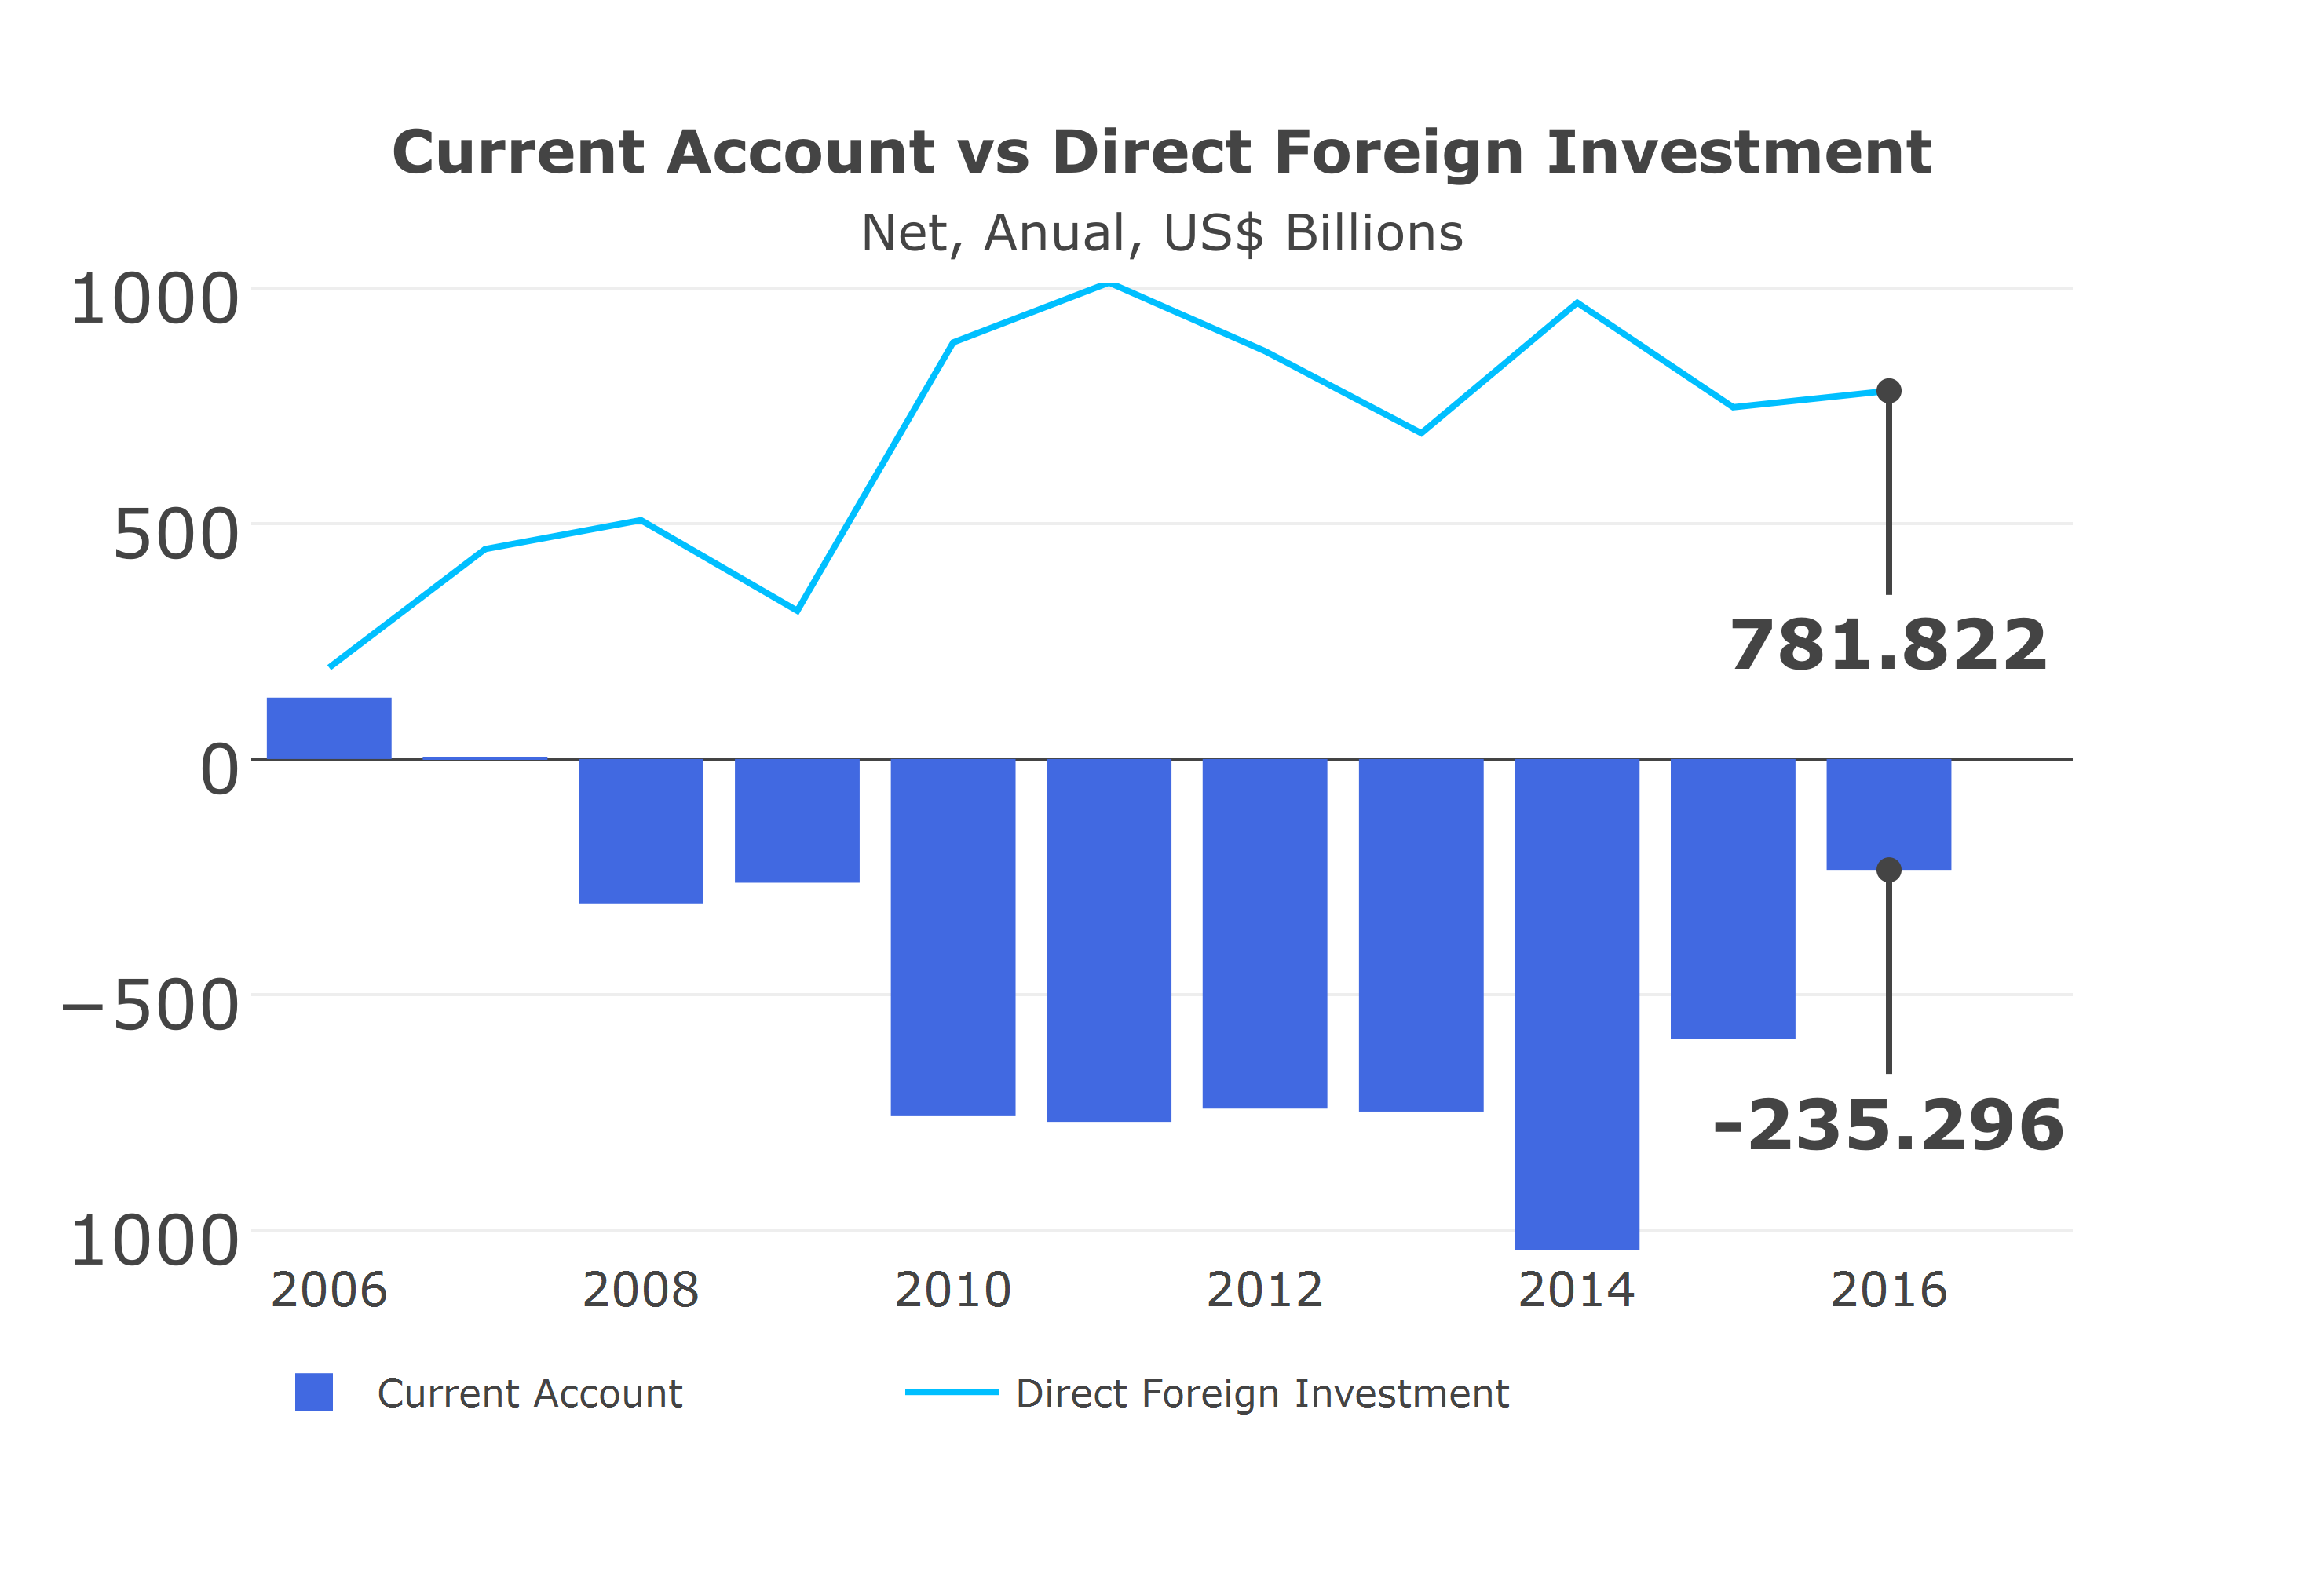 Current Account vs Direct Foreign Investment
Net, Anual, US$ Billions
1000
500
781.822
0
−500
-235.296
1000
2006 2008 2010 2012 2014 2016
Current Account Direct Foreign Investment